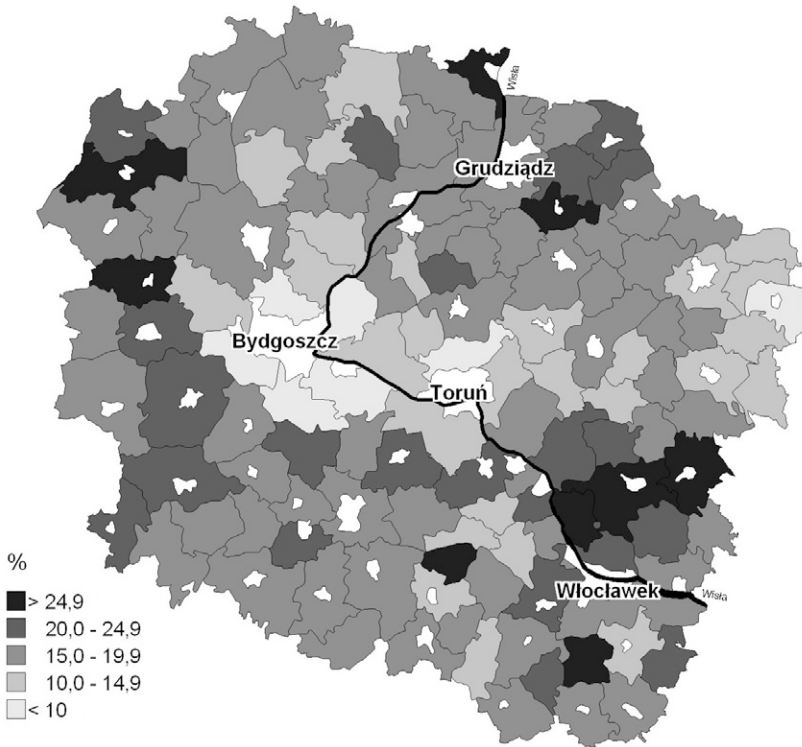 Wisła
Grudziądz
Bydgoszcz
Toruń
Włocławek
Wisła
%
> 24,9
20,0 - 24,9
15,0 - 19,9
10,0 - 14,9
< 10